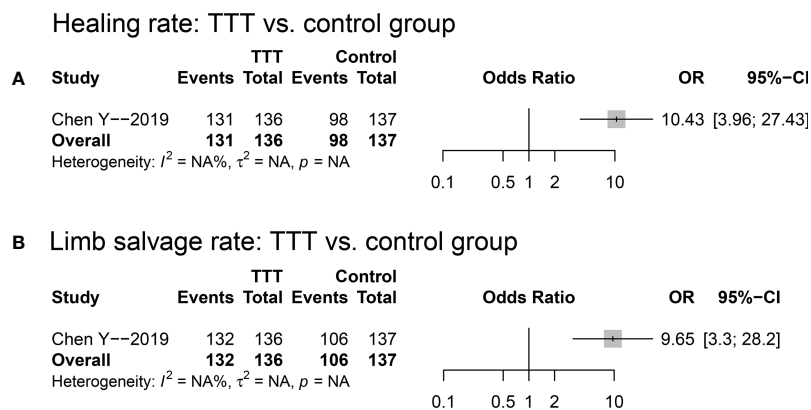 Healing rate: TTT vs. control group
TTT Control
A Study Events Total Events Total Odds Ratio OR 95%−CI
Chen Y−−2019 131 136 98 137 10.43 [3.96; 27.43]
Overall 131 136 98 137
Heterogeneity: I² = NA%, τ² = NA, p = NA
0.1 0.5 1 2 10
B Limb salvage rate: TTT vs. control group
TTT Control
Study Events Total Events Total Odds Ratio OR 95%−CI
Chen Y−−2019 132 136 106 137 9.65 [3.3; 28.2]
Overall 132 136 106 137
Heterogeneity: I² = NA%, τ² = NA, p = NA
0.1 0.5 1 2 10